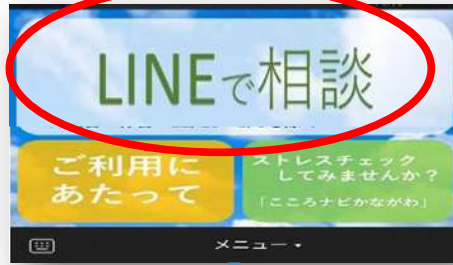 LINEで相談
ご利用に
あたって
ストレスチェック
してみませんか?
「こころナビかながわ」
メニュー▾